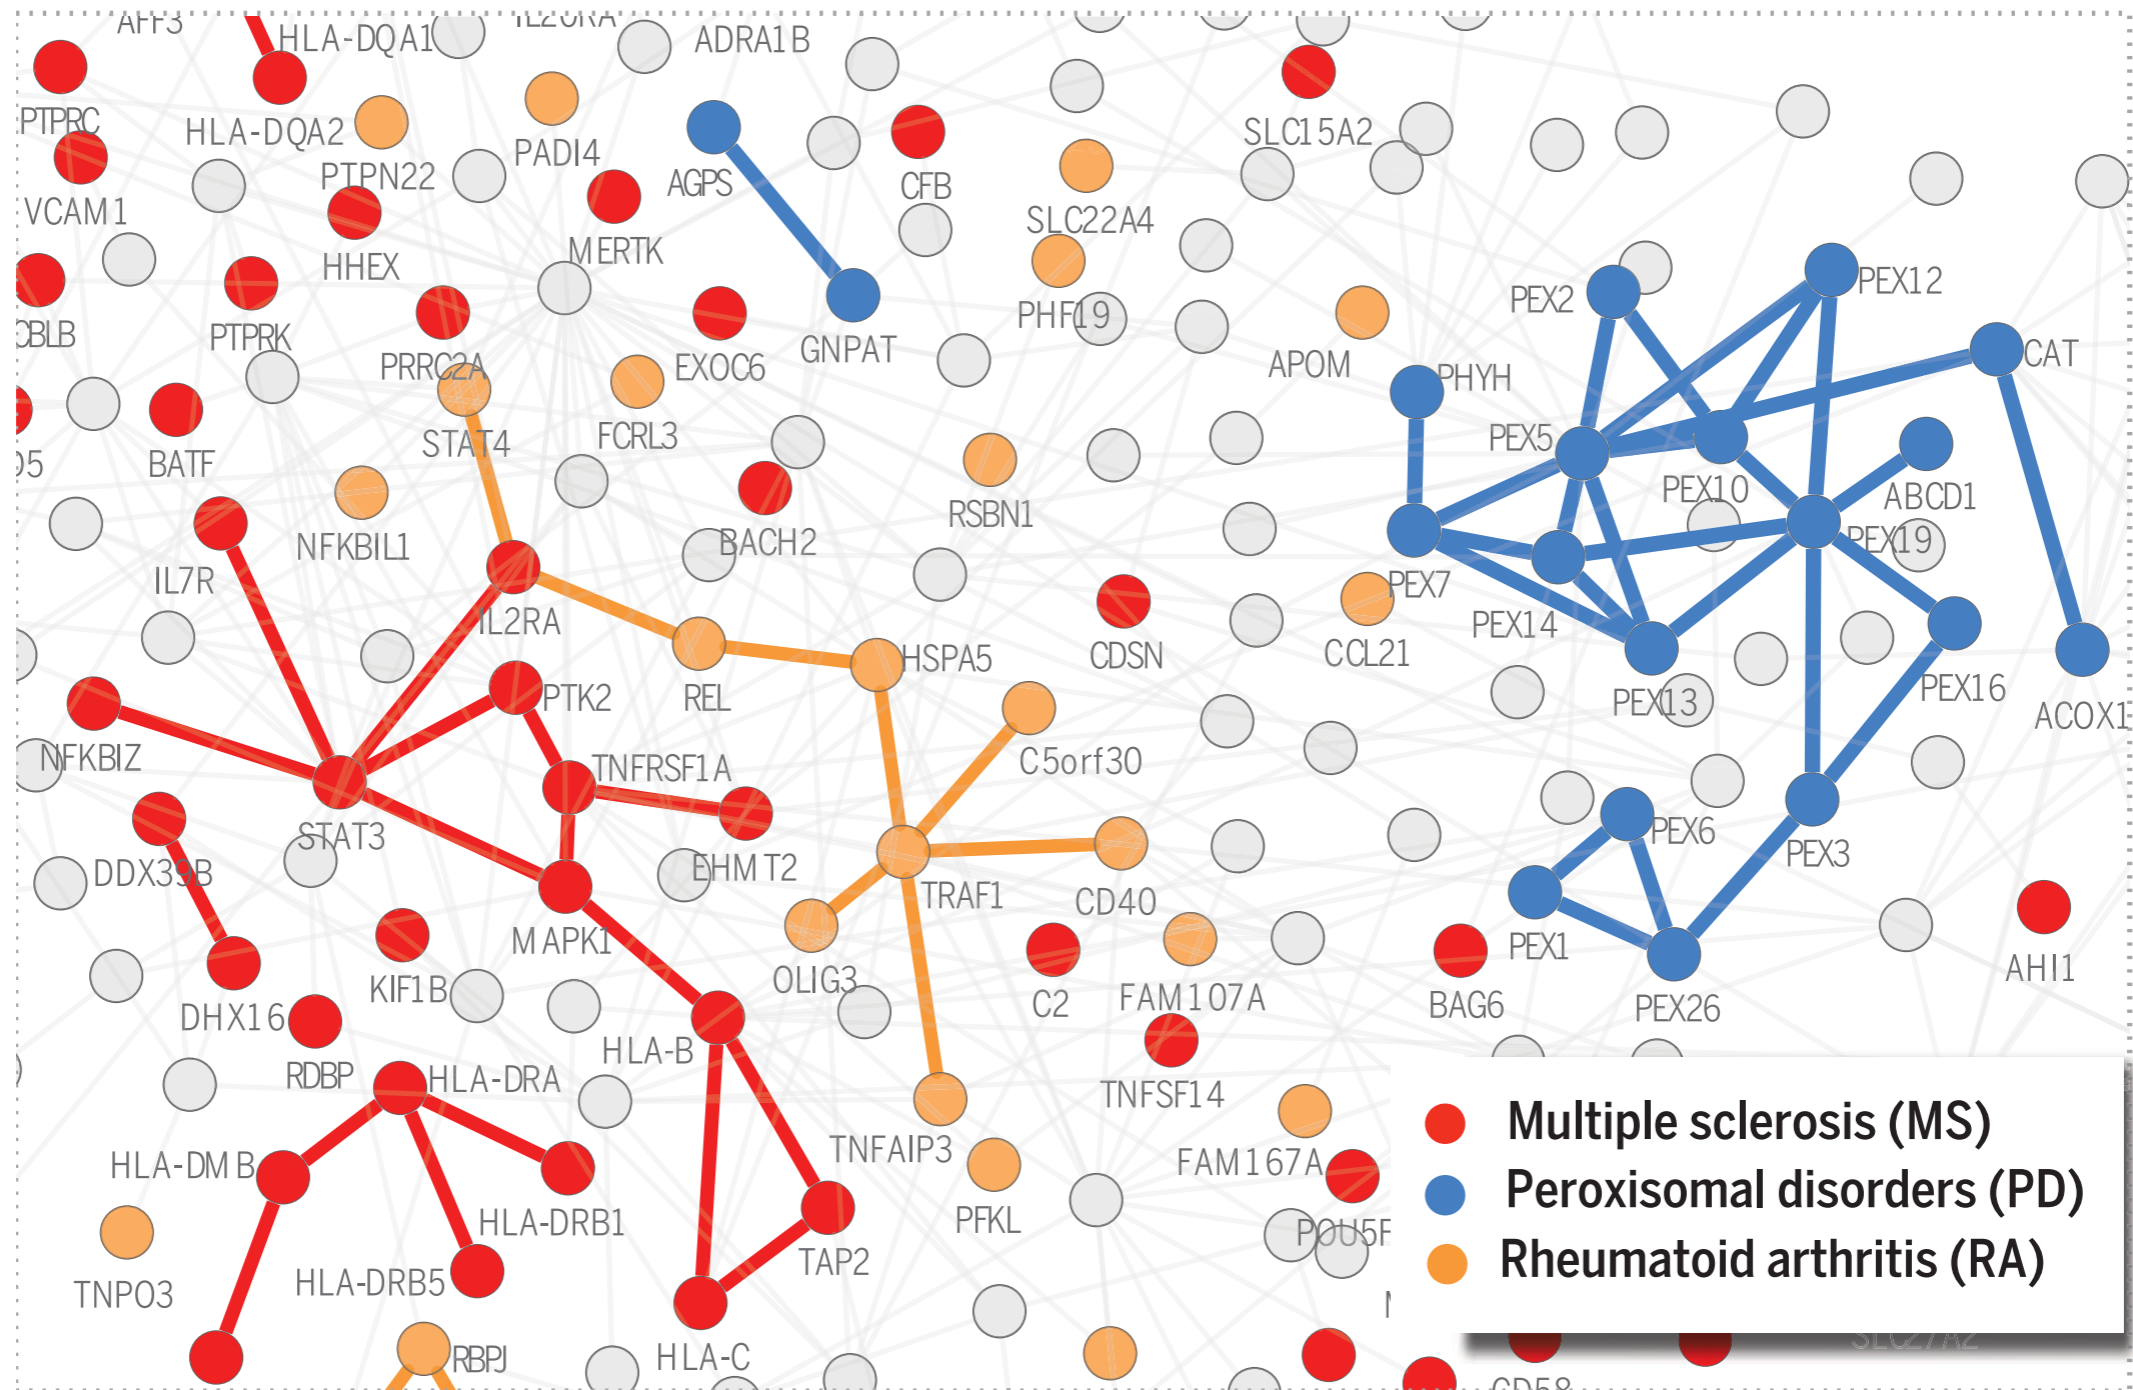 AFF3
HLA-DQA1
IL2URA
ADRA1B
PTPRC
HLA-DQA2
PTPN22
PADI4
AGPS
CFB
SLC15A2
SLC22A4
VCAM1
HHEX
MERTK
PHF19
PEX2
PEX12
CBLB
PTPRK
PRRC2A
EXOC6
GNPAT
APOM
PHYH
CAT
BATF
STAT4
FCRL3
PEX5
PEX10
ABCD1
NFKBIL1
BACH2
RSBN1
PEX19
IL7R
IL2RA
CDSN
CCL21
PEX7
PEX14
PTK2
REL
HSPA5
PEX13
PEX16
ACOX1
NFKBIZ
TNFRSF1A
C5orf30
STAT3
EHMT2
PEX6
PEX3
DDX39B
MAPK1
TRAF1
CD40
PEX1
AHI1
DHX16
KIF1B
OLIG3
C2
FAM107A
BAG6
PEX26
RDBP
HLA-DRA
HLA-B
TNFSF14
HLA-DMB
HLA-DRB1
TNFAIP3
FAM167A
TNPO3
HLA-DRB5
TAP2
PFKL
POU5F
RBPJ
HLA-C
Multiple sclerosis (MS)
Peroxisomal disorders (PD)
Rheumatoid arthritis (RA)
SLC27A2
CD58